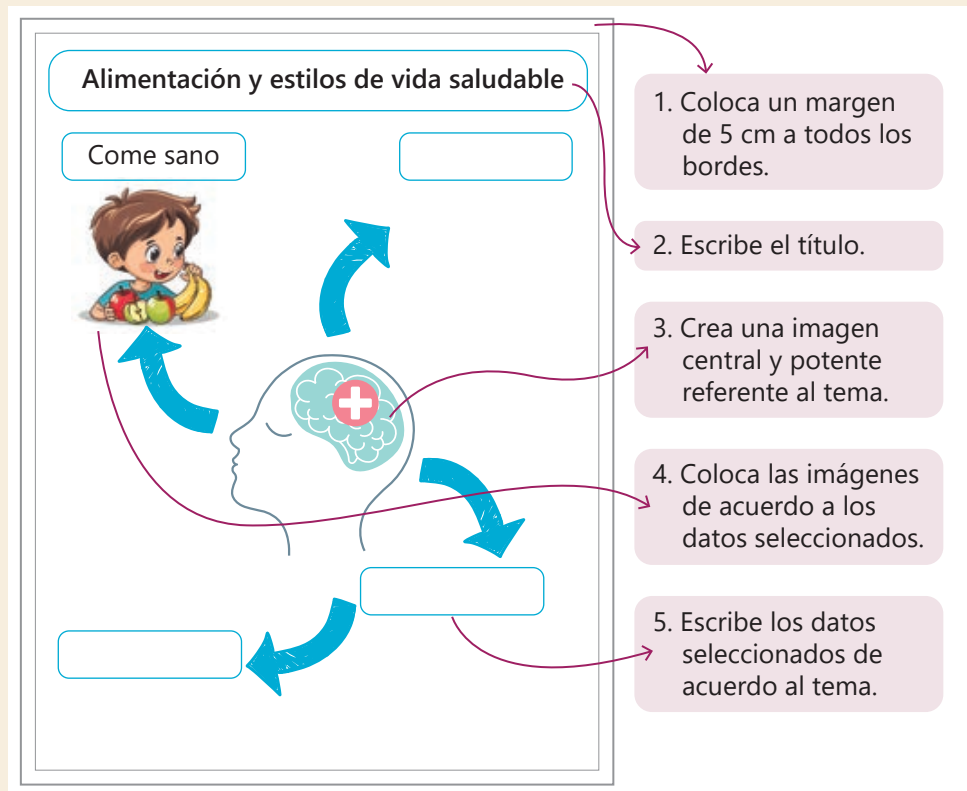 Alimentación y estilos de vida saludable
Come sano
1. Coloca un margen
de 5 cm a todos los
bordes.
2. Escribe el título.
3. Crea una imagen
central y potente
referente al tema.
4. Coloca las imágenes
de acuerdo a los
datos seleccionados.
5. Escribe los datos
seleccionados de
acuerdo al tema.